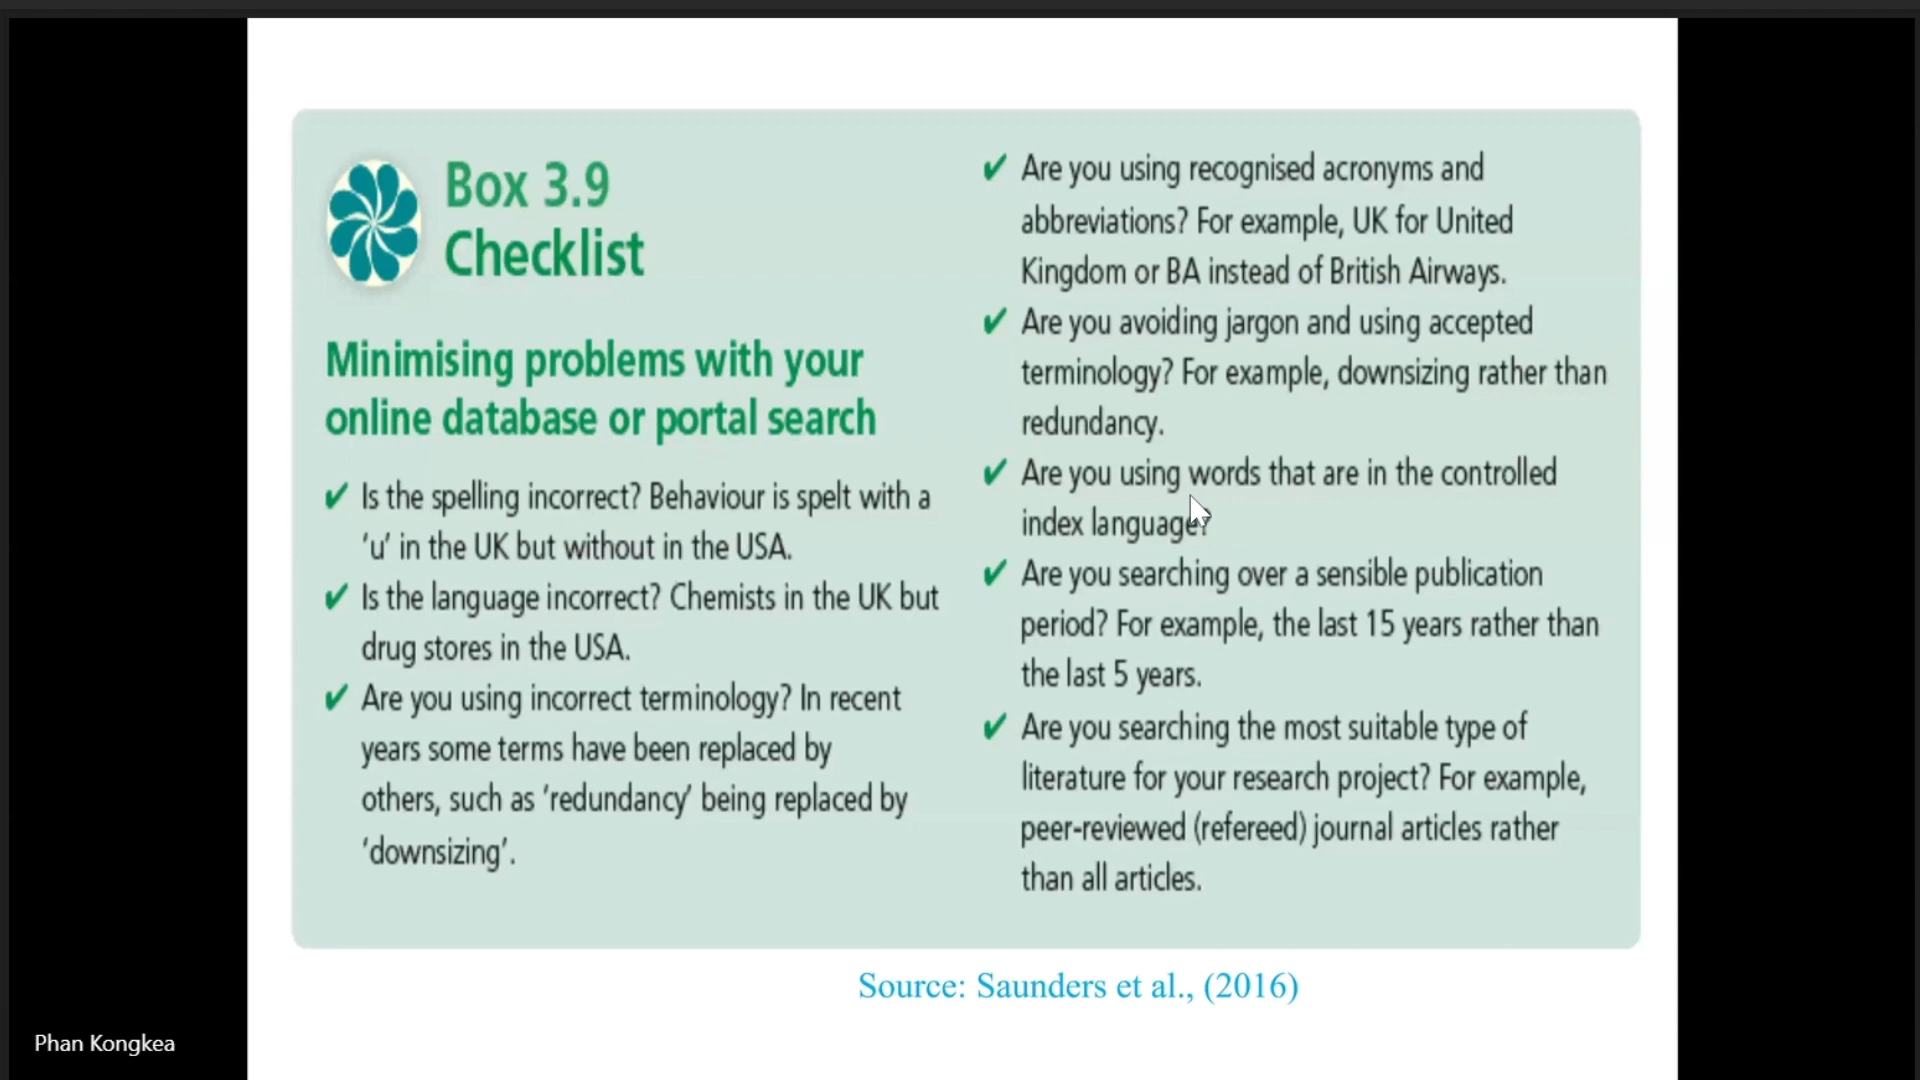 Box 3.9
Checklist
Minimising problems with your
online database or portal search
✔ Is the spelling incorrect? Behaviour is spelt with a
‘u’ in the UK but without in the USA.
✔ Is the language incorrect? Chemists in the UK but
drug stores in the USA.
✔ Are you using incorrect terminology? In recent
years some terms have been replaced by
others, such as ‘redundancy’ being replaced by
‘downsizing’.
✔ Are you using recognised acronyms and
abbreviations? For example, UK for United
Kingdom or BA instead of British Airways.
✔ Are you avoiding jargon and using accepted
terminology? For example, downsizing rather than
redundancy.
✔ Are you using words that are in the controlled
index language?
✔ Are you searching over a sensible publication
period? For example, the last 15 years rather than
the last 5 years.
✔ Are you searching the most suitable type of
literature for your research project? For example,
peer-reviewed (refereed) journal articles rather
than all articles.
Source: Saunders et al., (2016)
Phan Kongkea